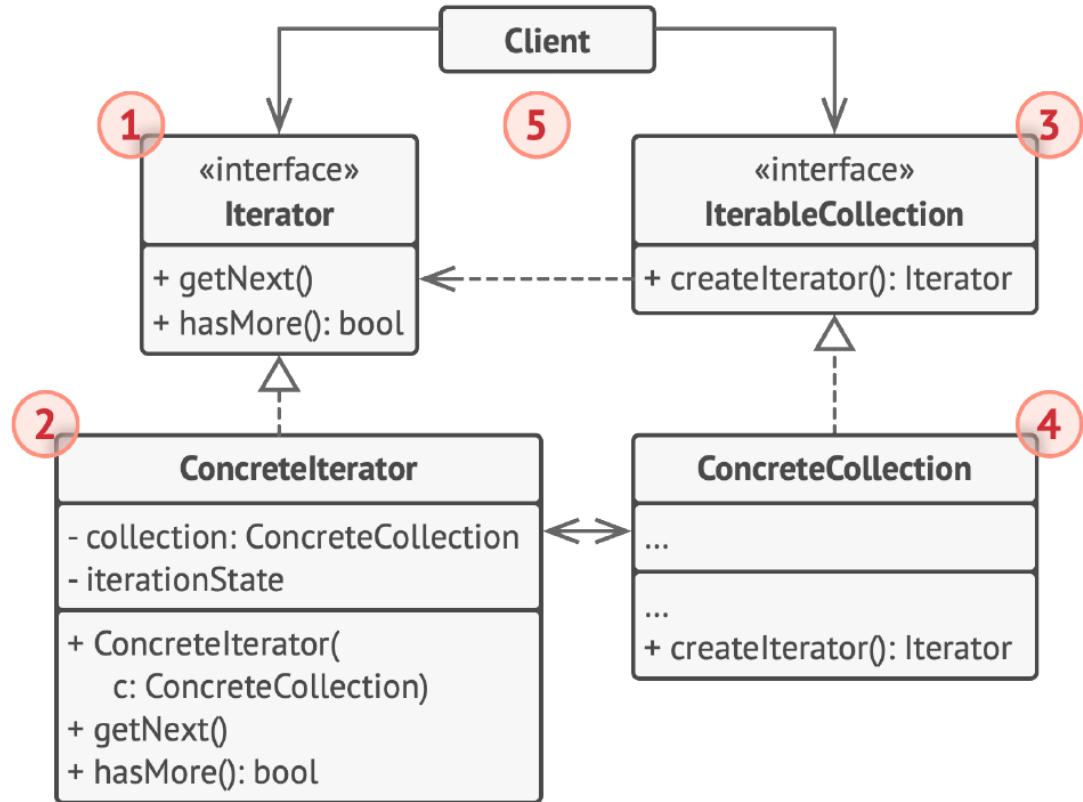 Client
1
5
3
«interface»
Iterator
+ getNext()
+ hasMore(): bool
«interface»
IterableCollection
+ createIterator(): Iterator
2
ConcreteIterator
- collection: ConcreteCollection
- iterationState
+ ConcreteIterator(
c: ConcreteCollection)
+ getNext()
+ hasMore(): bool
4
ConcreteCollection
...
...
+ createIterator(): Iterator